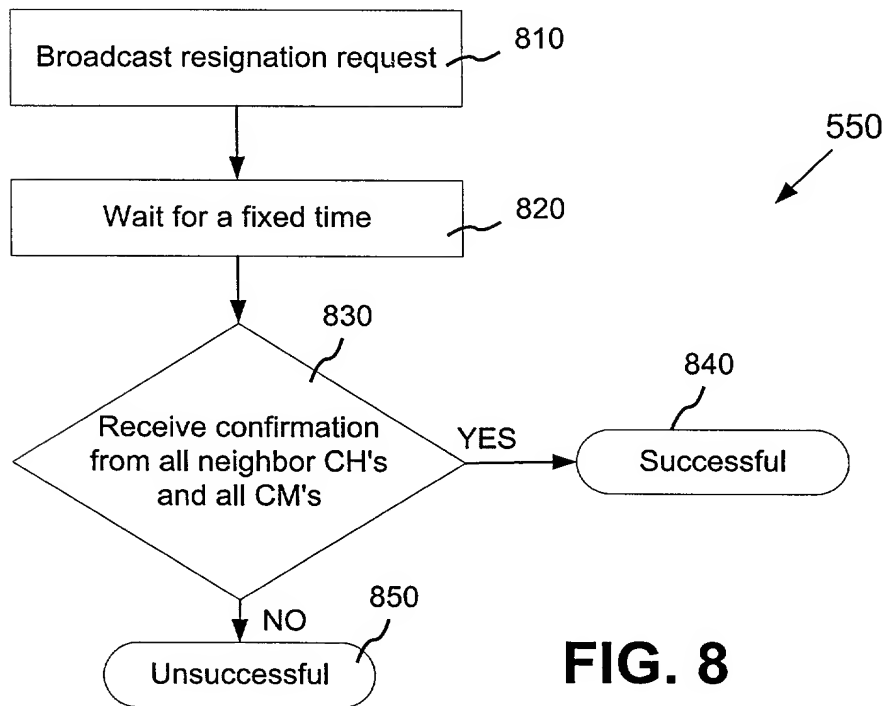 Broadcast resignation request
810
550
Wait for a fixed time
820
830
Receive confirmation
from all neighbor CH's
and all CM's
YES
840
Successful
NO
850
Unsuccessful
FIG. 8